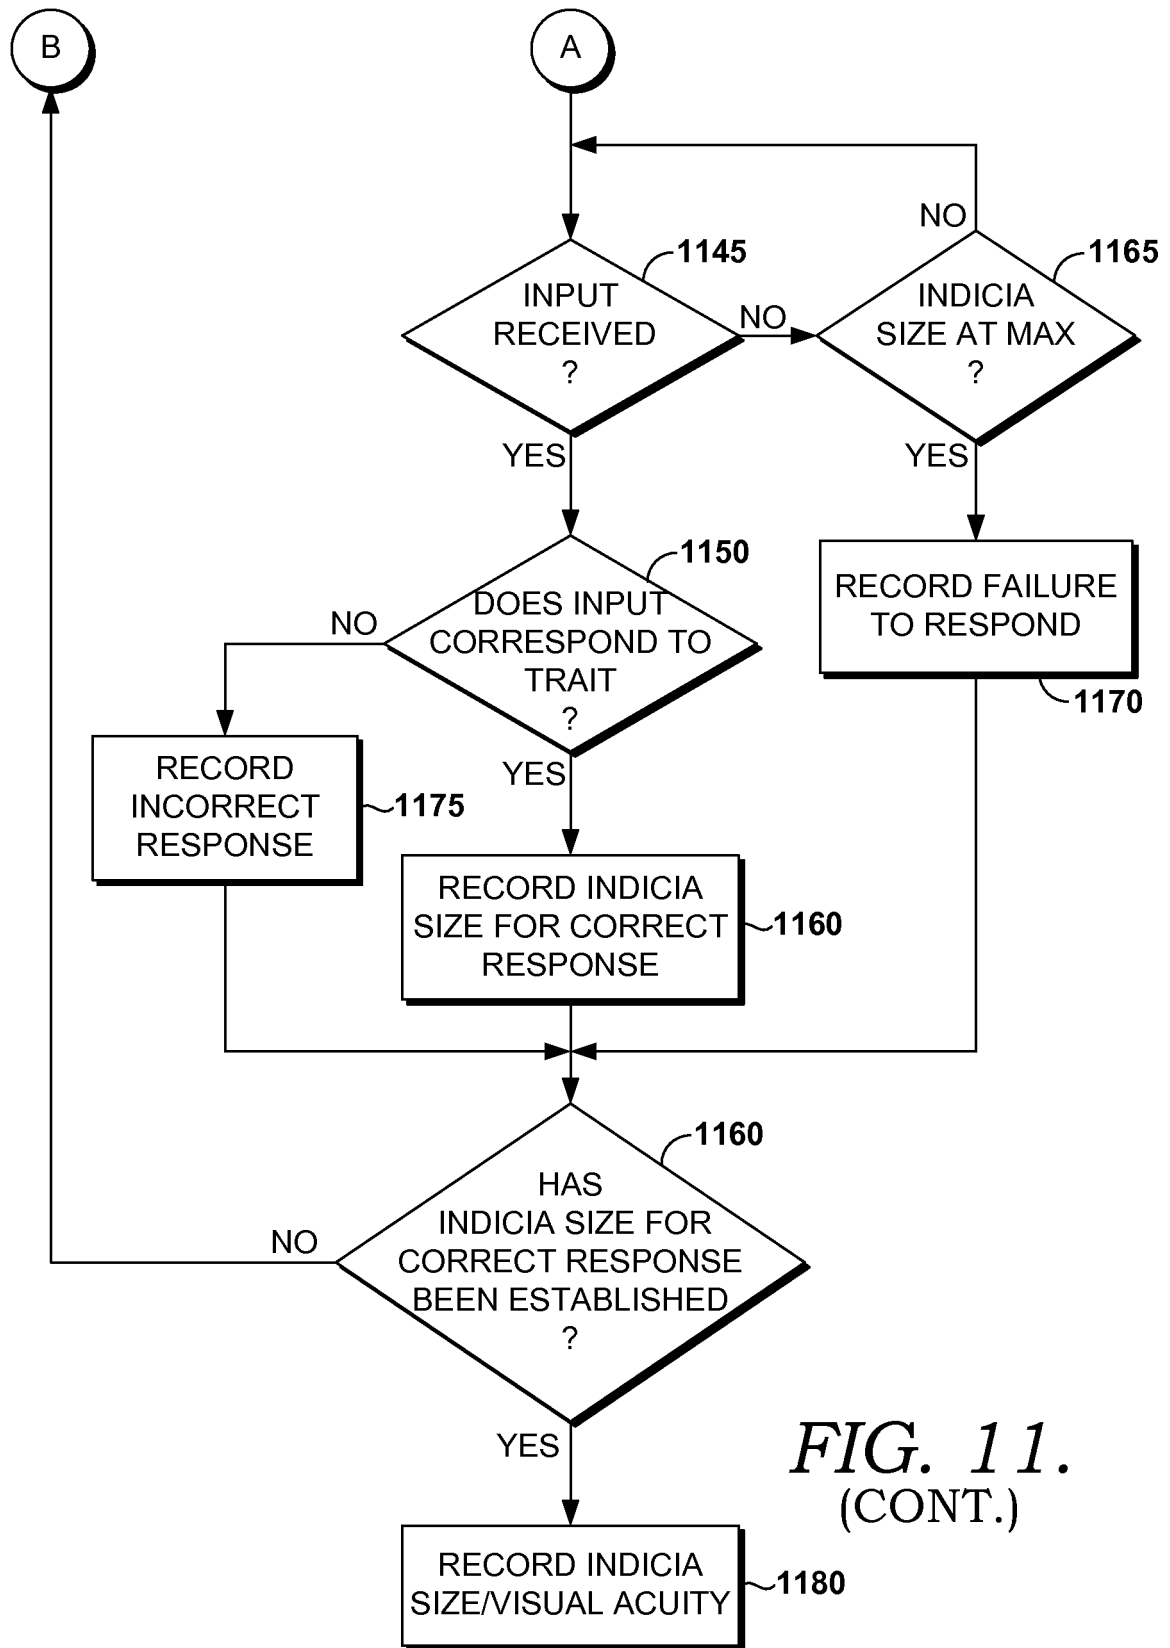 B
A
NO
1145
1165
INPUT
RECEIVED
?
NO
INDICIA
SIZE AT MAX
?
YES
YES
1150
DOES INPUT
CORRESPOND TO
TRAIT
?
NO
RECORD FAILURE
TO RESPOND
1170
YES
RECORD
INCORRECT
RESPONSE
1175
RECORD INDICIA
SIZE FOR CORRECT
RESPONSE
1160
1160
HAS
INDICIA SIZE FOR
CORRECT RESPONSE
BEEN ESTABLISHED
?
NO
YES
FIG. 11.
(CONT.)
RECORD INDICIA
SIZE/VISUAL ACUITY
1180